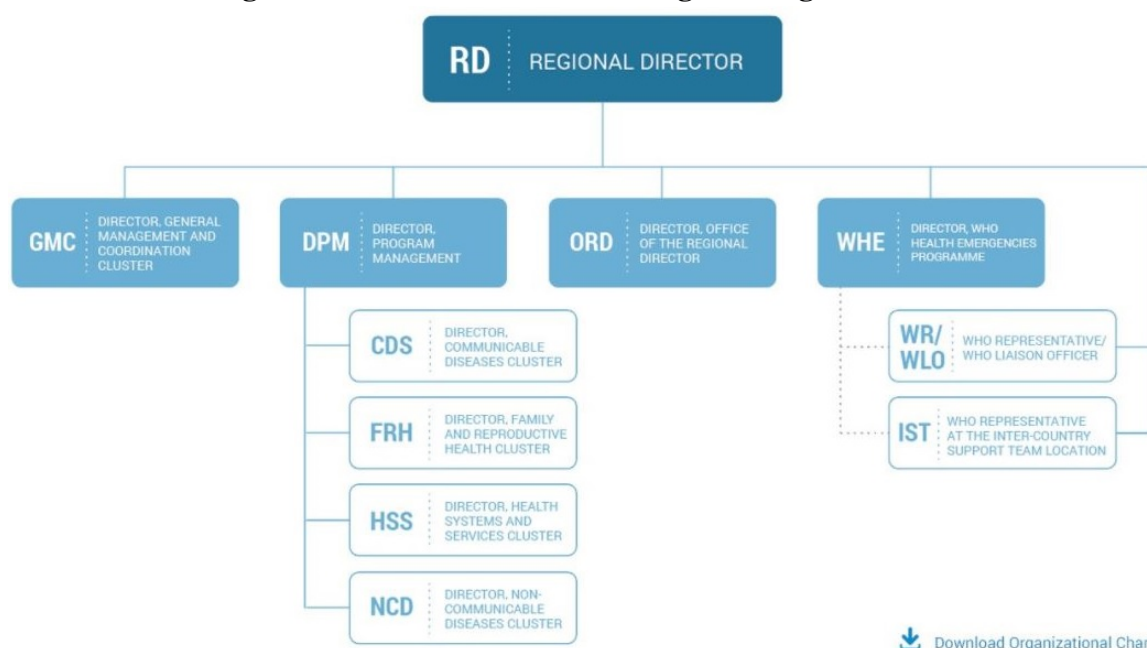 RD
REGIONAL DIRECTOR
GMC
DIRECTOR, GENERAL
MANAGEMENT AND
COORDINATION
CLUSTER
DPM
DIRECTOR,
PROGRAM
MANAGEMENT
ORD
DIRECTOR, OFFICE
OF THE REGIONAL
DIRECTOR
WHE
DIRECTOR, WHO
HEALTH EMERGENCIES
PROGRAMME
CDS
DIRECTOR,
COMMUNICABLE
DISEASES CLUSTER
FRH
DIRECTOR, FAMILY
AND REPRODUCTIVE
HEALTH CLUSTER
HSS
DIRECTOR, HEALTH
SYSTEMS AND
SERVICES CLUSTER
NCD
DIRECTOR, NON-
COMMUNICABLE
DISEASES CLUSTER
WR/
WLO
WHO REPRESENTATIVE/
WHO LIAISON OFFICER
IST
WHO REPRESENTATIVE
AT THE INTER-COUNTRY
SUPPORT TEAM LOCATION
Download Organizational